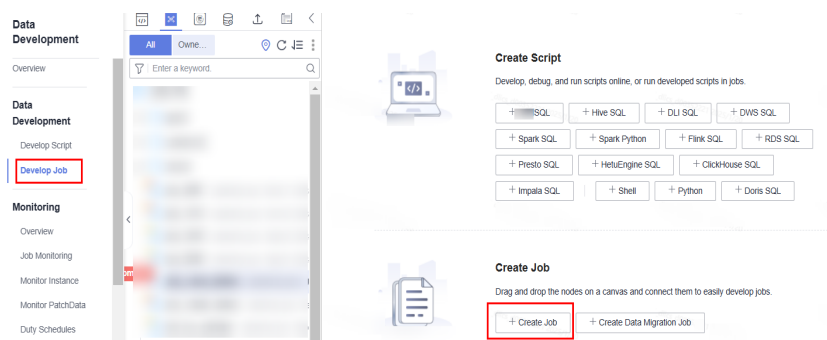 Data
Development
Overview
Data
Development
Develop Script
Develop Job
Monitoring
Overview
Job Monitoring
Monitor Instance
Monitor PatchData
Duty Schedules
All Owne...
Enter a keyword.
Create Script
Develop, debug, and run scripts online, or run developed scripts in jobs.
+ SQL + Hive SQL + DLI SQL + DWS SQL
+ Spark SQL + Spark Python + Flink SQL + RDS SQL
+ Presto SQL + HetuEngine SQL + ClickHouse SQL
+ Impala SQL + Shell + Python + Doris SQL
Create Job
Drag and drop the nodes on a canvas and connect them to easily develop jobs.
+ Create Job + Create Data Migration Job